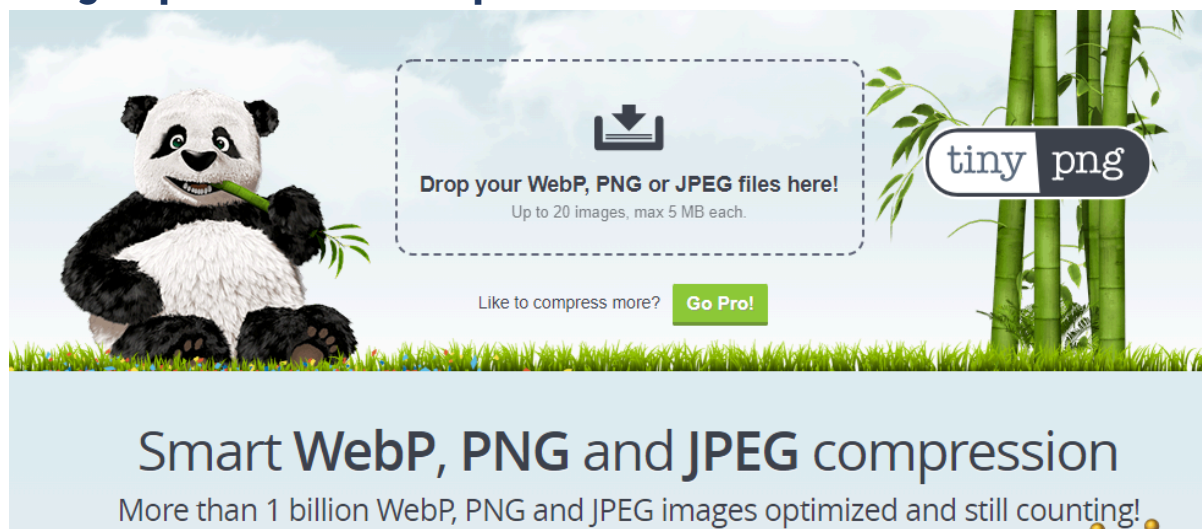 Drop your WebP, PNG or JPEG files here!
Up to 20 images, max 5 MB each.
tiny png
Like to compress more? Go Pro!
Smart WebP, PNG and JPEG compression
More than 1 billion WebP, PNG and JPEG images optimized and still counting!